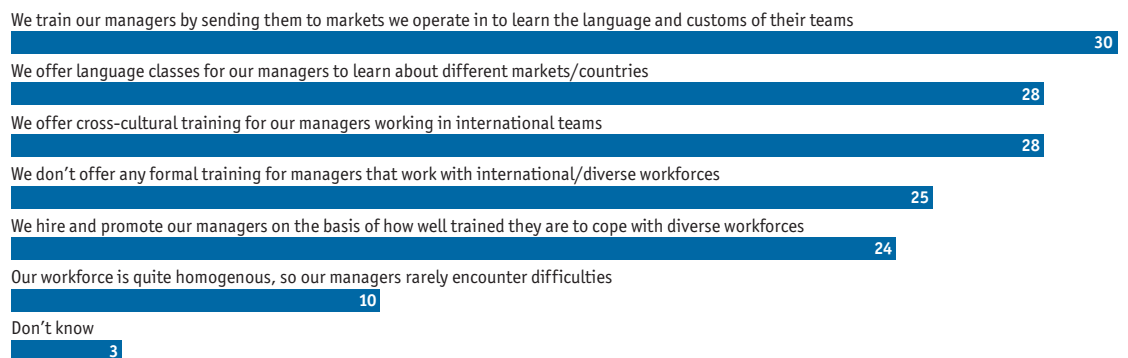 We train our managers by sending them to markets we operate in to learn the language and customs of their teams
30
We offer language classes for our managers to learn about different markets/countries
28
We offer cross-cultural training for our managers working in international teams
28
We don't offer any formal training for managers that work with international/diverse workforces
25
We hire and promote our managers on the basis of how well trained they are to cope with diverse workforces
24
Our workforce is quite homogenous, so our managers rarely encounter difficulties
10
Don't know
3